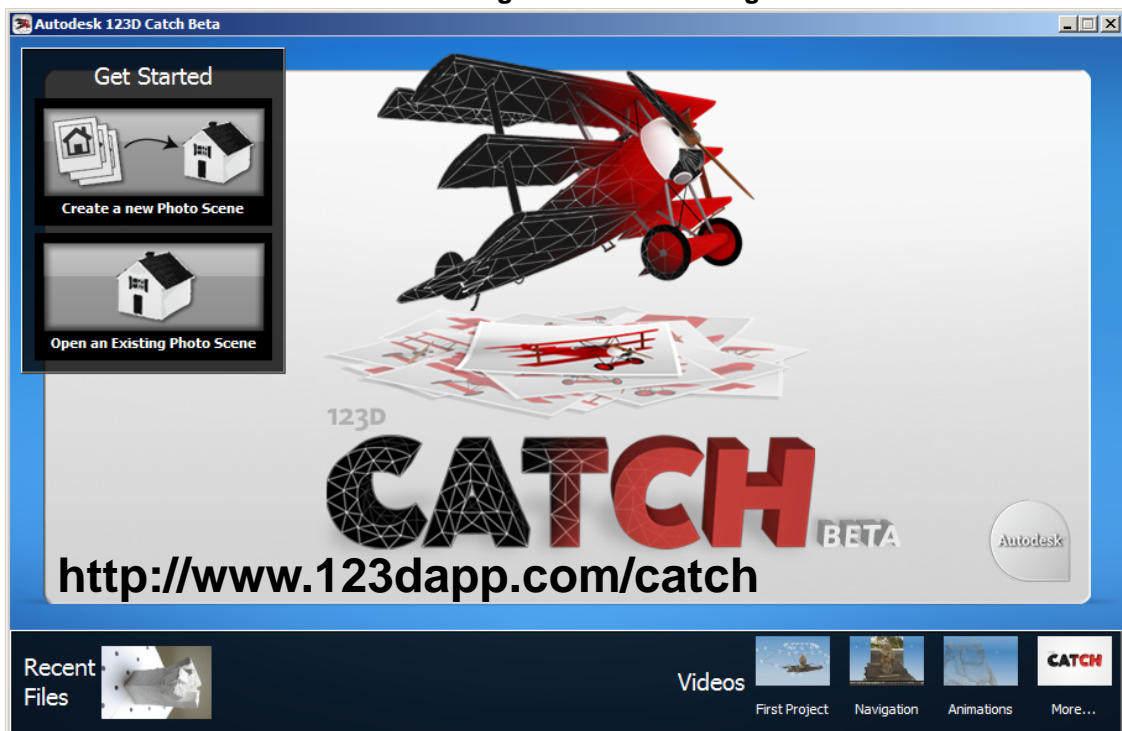 Autodesk 123D Catch Beta
Get Started
Create a new Photo Scene
Open an Existing Photo Scene
123D
CATCH
BETA
Autodesk
http://www.123dapp.com/catch
Recent
Files
Videos
CATCH
First Project
Navigation
Animations
More...